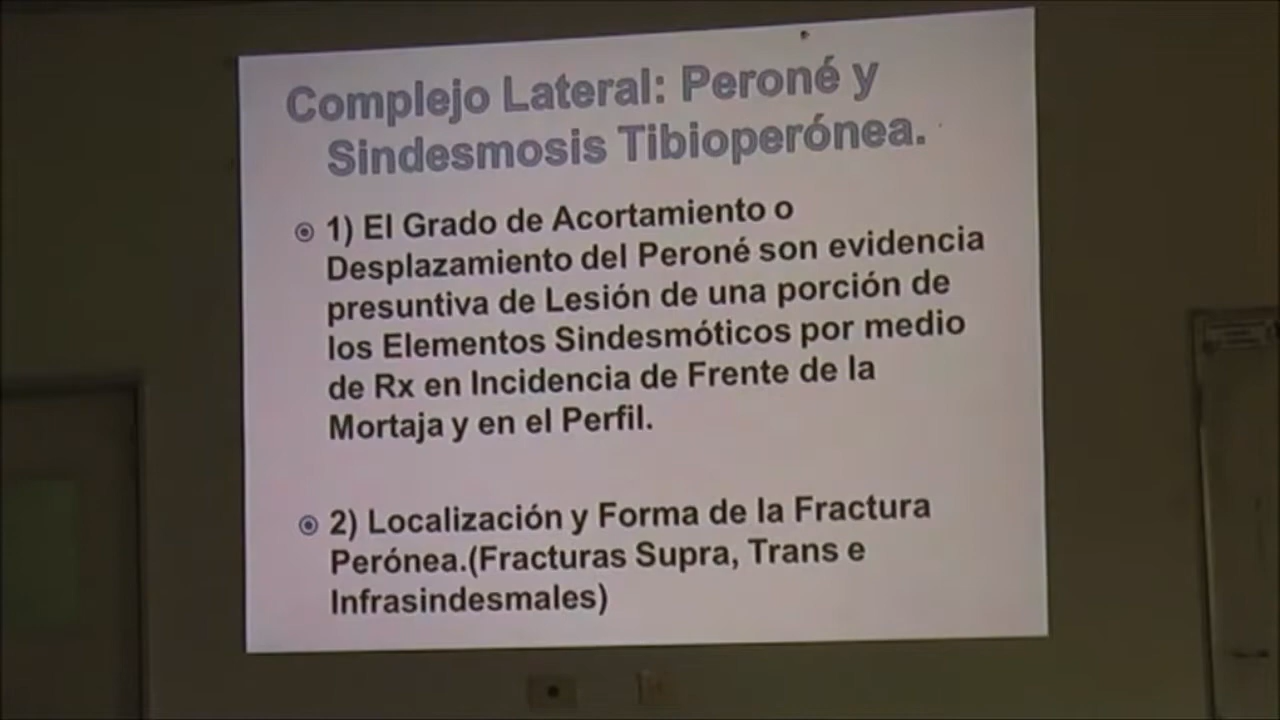 Complejo Lateral: Peroné y
Sindesmosis Tibioperónea.
1) El Grado de Acortamiento o
Desplazamiento del Peroné son evidencia
presuntiva de Lesión de una porción de
los Elementos Sindesmóticos por medio
de Rx en Incidencia de Frente de la
Mortaja y en el Perfil.
2) Localización y Forma de la Fractura
Perónea.(Fracturas Supra, Trans e
Infrasindesmales)